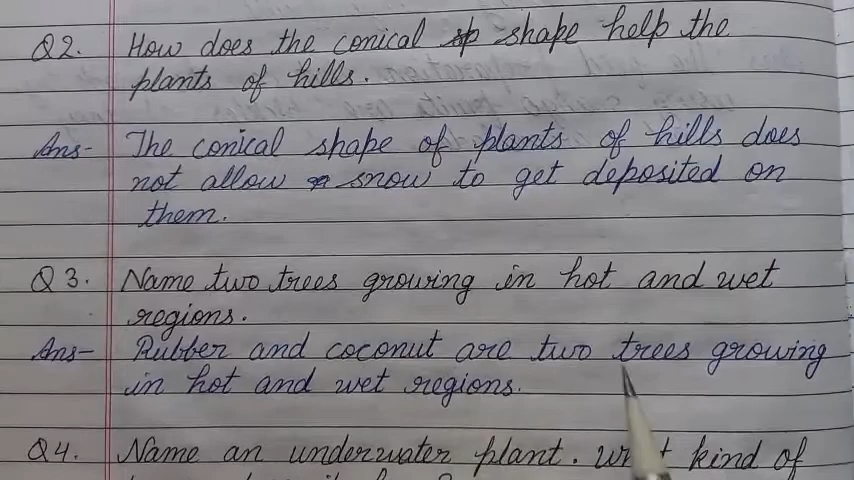 Q2. How does the conical shape help the
plants of hills.
Ans- The conical shape of plants of hills does
not allow snow to get deposited on
them.
Q3. Name two trees growing in hot and wet
regions.
Ans- Rubber and coconut are two trees growing
in hot and wet regions.
Q4. Name an underwater plant. kind of